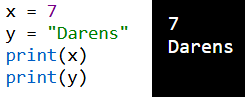 x = 7
y = "Darens"
print(x)
print(y)
7
Darens